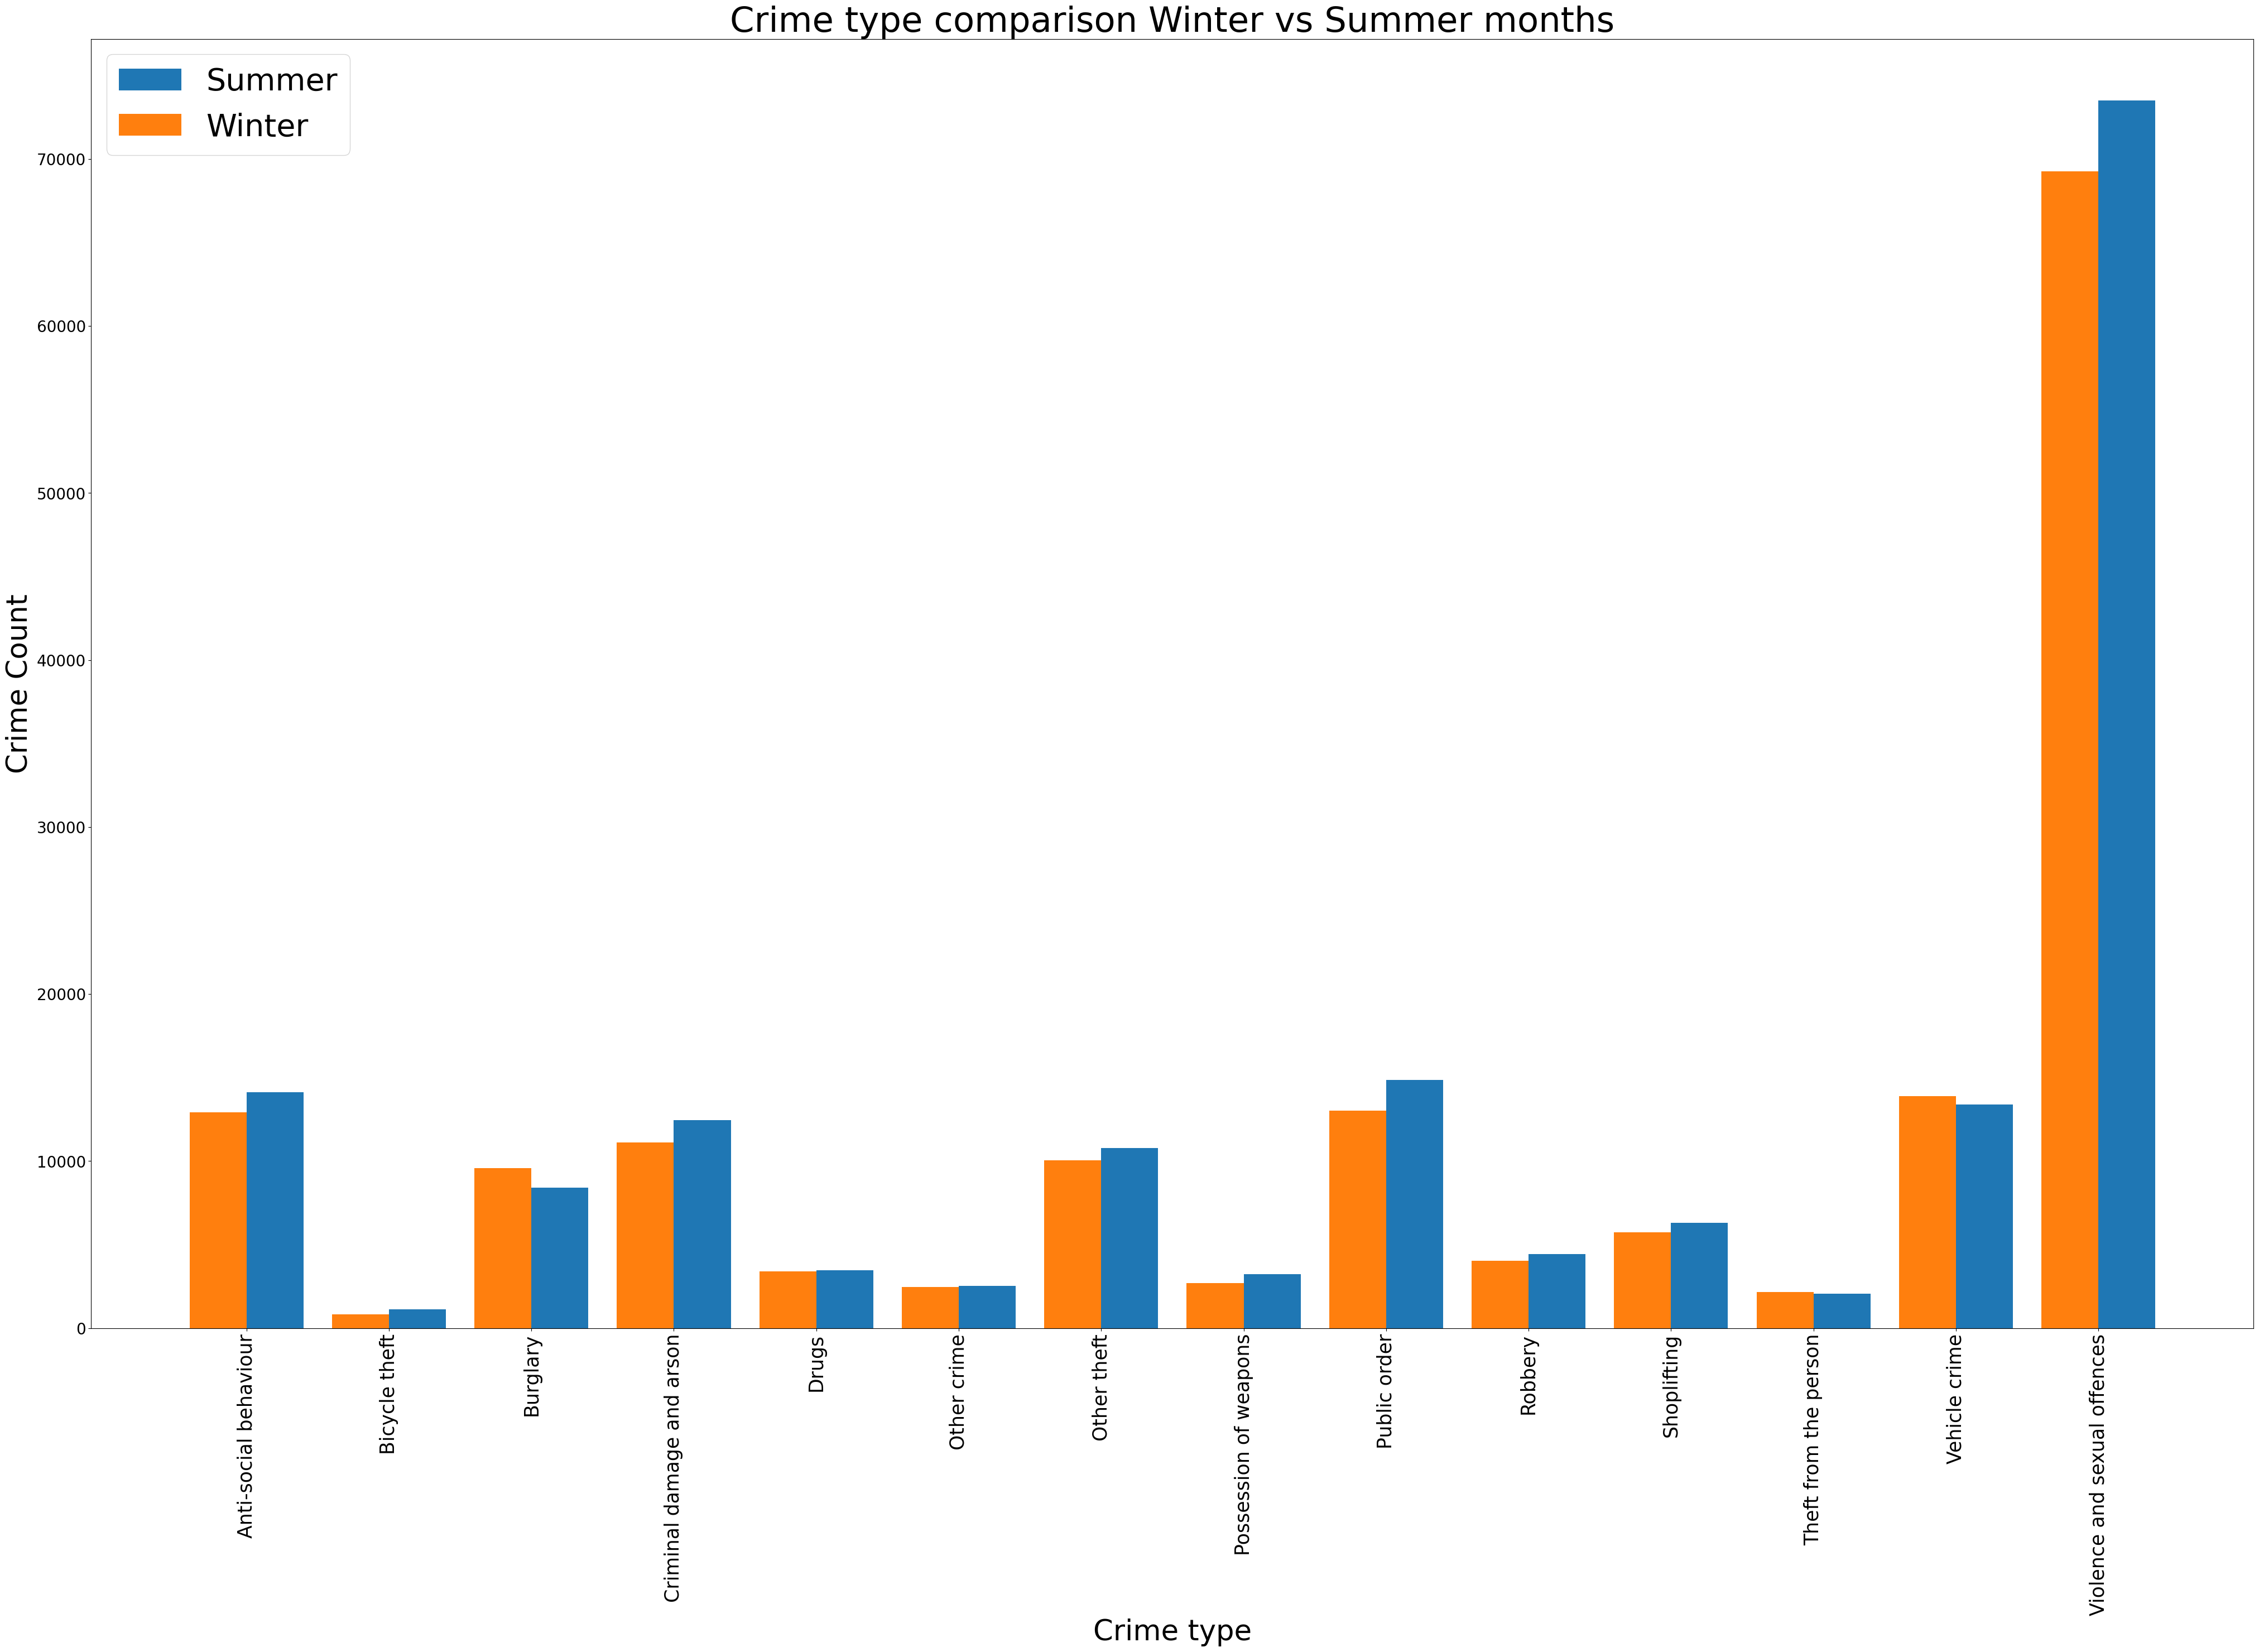 Crime type comparison Winter vs Summer months
Summer
Winter
Crime Count
70000
60000
50000
40000
30000
20000
10000
0
Anti-social behaviour
Bicycle theft
Burglary
Criminal damage and arson
Drugs
Other crime
Other theft
Possession of weapons
Public order
Robbery
Shoplifting
Theft from the person
Vehicle crime
Violence and sexual offences
Crime type